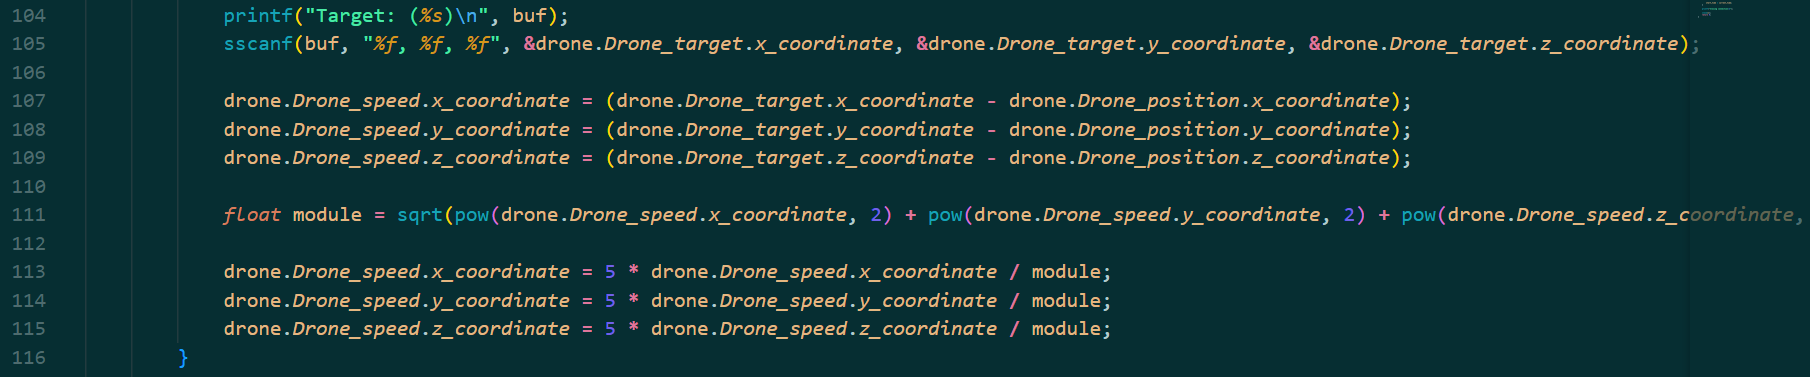 104 printf("Target: (%s)\n", buf);
105 sscanf(buf, "%f, %f, %f", &drone.Drone_target.x_coordinate, &drone.Drone_target.y_coordinate, &drone.Drone_target.z_coordinate);
106
107 drone.Drone_speed.x_coordinate = (drone.Drone_target.x_coordinate - drone.Drone_position.x_coordinate);
108 drone.Drone_speed.y_coordinate = (drone.Drone_target.y_coordinate - drone.Drone_position.y_coordinate);
109 drone.Drone_speed.z_coordinate = (drone.Drone_target.z_coordinate - drone.Drone_position.z_coordinate);
110
111 float module = sqrt(pow(drone.Drone_speed.x_coordinate, 2) + pow(drone.Drone_speed.y_coordinate, 2) + pow(drone.Drone_speed.z_coordinate,
112
113 drone.Drone_speed.x_coordinate = 5 * drone.Drone_speed.x_coordinate / module;
114 drone.Drone_speed.y_coordinate = 5 * drone.Drone_speed.y_coordinate / module;
115 drone.Drone_speed.z_coordinate = 5 * drone.Drone_speed.z_coordinate / module;
116 }